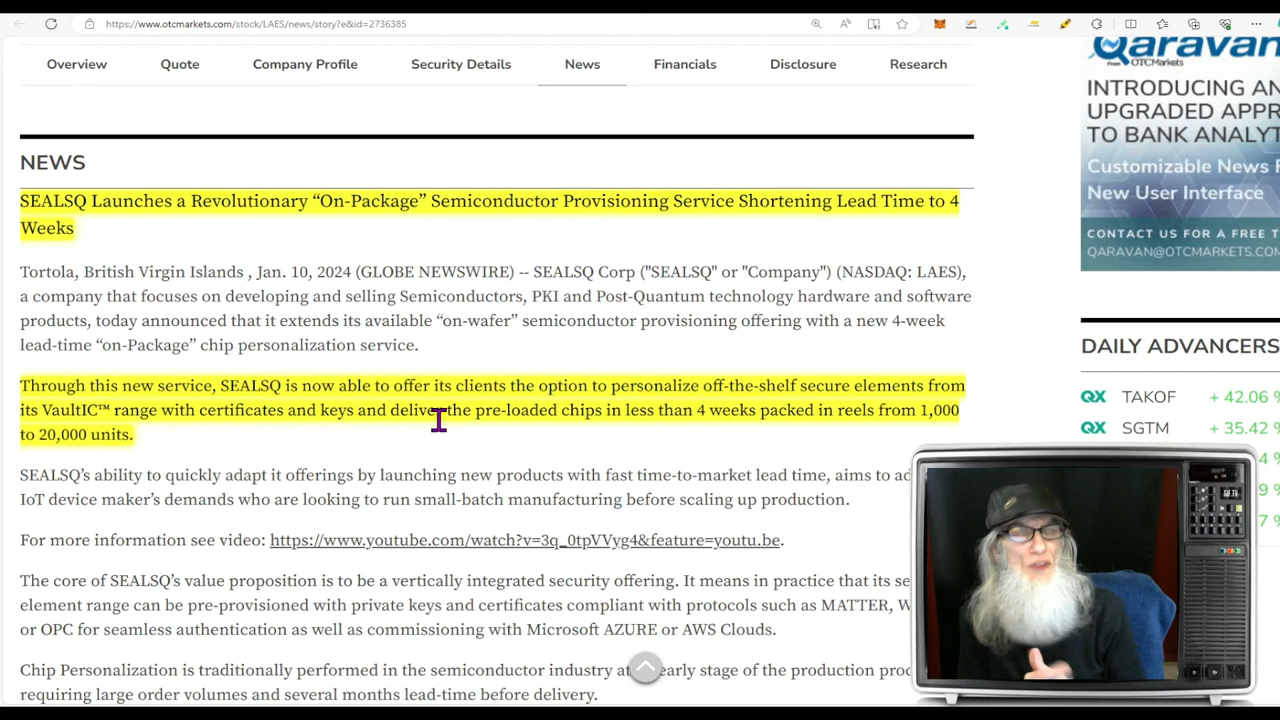 https://www.otcmarkets.com/stock/LAES/news/story?e&id=2736385
Overview Quote Company Profile Security Details News Financials Disclosure Research
NEWS
SEALSQ Launches a Revolutionary “On-Package” Semiconductor Provisioning Service Shortening Lead Time to 4
Weeks
Tortola, British Virgin Islands , Jan. 10, 2024 (GLOBE NEWSWIRE) -- SEALSQ Corp ("SEALSQ" or "Company") (NASDAQ: LAES),
a company that focuses on developing and selling Semiconductors, PKI and Post-Quantum technology hardware and software
products, today announced that it extends its available “on-wafer” semiconductor provisioning offering with a new 4-week
lead-time “on-Package” chip personalization service.
Through this new service, SEALSQ is now able to offer its clients the option to personalize off-the-shelf secure elements from
its VaultIC™ range with certificates and keys and deliver the pre-loaded chips in less than 4 weeks packed in reels from 1,000
to 20,000 units.
SEALSQ’s ability to quickly adapt it offerings by launching new products with fast time-to-market lead time, aims to
IoT device maker’s demands who are looking to run small-batch manufacturing before scaling up production.
For more information see video: https://www.youtube.com/watch?v=3q_0tpVVyg4&feature=youtu.be.
The core of SEALSQ’s value proposition is to be a vertically integrated security offering. It means in practice that its
element range can be pre-provisioned with private keys and certificates compliant with protocols such as MATTER,
or OPC for seamless authentication as well as commissioning with Microsoft AZURE or AWS Clouds.
Chip Personalization is traditionally performed in the semiconductor industry at early stage of the production
requiring large order volumes and several months lead-time before delivery.
Qaravan
From OTCMarkets
INTRODUCING AN
UPGRADED APPR
TO BANK ANALYT
Customizable News F
New User Interface
CONTACT US FOR A FREE T
QARAVAN@OTCMARKETS.CON
DAILY ADVANCERS
QX TAKOF + 42.06
QX SGTM + 35.42
GIF.TV